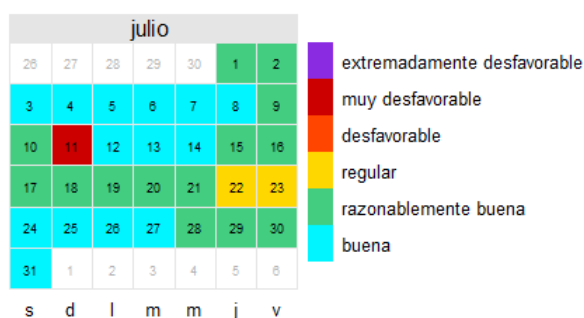 julio
26 27 28 29 30 1 2
3 4 5 6 7 8 9
10 11 12 13 14 15 16
17 18 19 20 21 22 23
24 25 26 27 28 29 30
31 1 2 3 4 5 6
s d l m m j v
extremadamente desfavorable
muy desfavorable
desfavorable
regular
razonablemente buena
buena